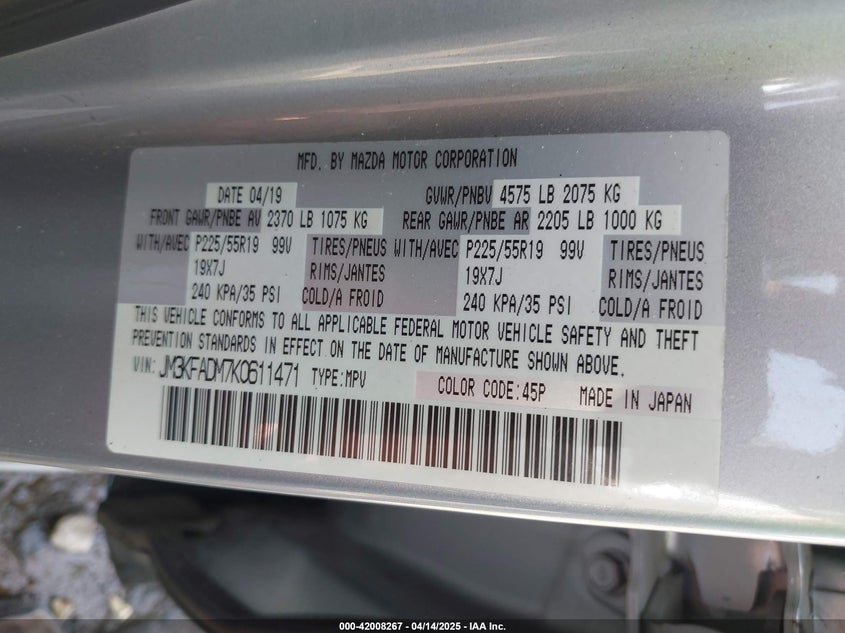 MFD. BY MAZDA MOTOR CORPORATION
DATE 04/19 GVWR/PNBV 4575 LB 2075 KG
FRONT GAWR/PNBE AV 2370 LB 1075 KG REAR GAWR/PNBE AR 2205 LB 1000 KG
WITH/AVEC P225/55R19 99V TIRES/PNEUS WITH/AVEC P225/55R19 99V TIRES/PNEUS
19X7J RIMS/JANTES 19X7J RIMS/JANTES
240 KPA/35 PSI COLD/A FROID 240 KPA/35 PSI COLD/A FROID
THIS VEHICLE CONFORMS TO ALL APPLICABLE FEDERAL MOTOR VEHICLE SAFETY AND THEFT
PREVENTION STANDARDS IN EFFECT ON THE DATE OF MANUFACTURE SHOWN ABOVE.
VIN: JM3KFADM7K0611471 TYPE:MPV COLOR CODE:45P MADE IN JAPAN
000-42008267 - 04/14/2025 - IAA Inc.